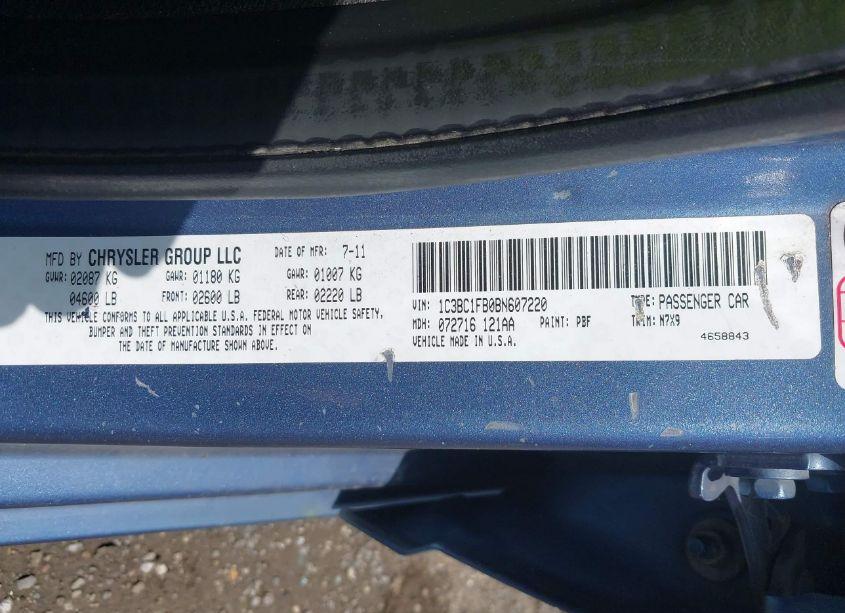 MFD BY CHRYSLER GROUP LLC DATE OF MFR: 7-11
GVWR: 02087 KG GAWR: 01180 KG GAWR: 01007 KG
04600 LB FRONT: 02600 LB REAR: 02220 LB
THIS VEHICLE CONFORMS TO ALL APPLICABLE U.S.A. FEDERAL MOTOR VEHICLE SAFETY,
BUMPER AND THEFT PREVENTION STANDARDS IN EFFECT ON
THE DATE OF MANUFACTURE SHOWN ABOVE.
VIN: 1C3BC1FB0BN607220 TYPE: PASSENGER CAR
MDH: 072716 121AA PAINT: PBF TRIM: N7X9
VEHICLE MADE IN U.S.A. 4658843